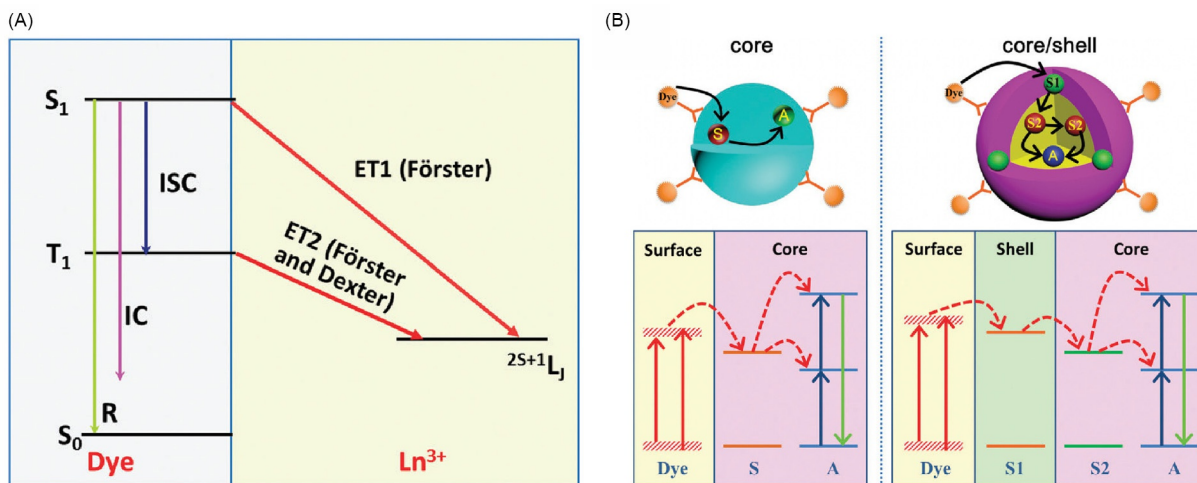 (A)
S₁
ISC
ET1 (Förster)
T₁
ET2 (Förster
and Dexter)
IC
²ˢ⁺¹L_J
R
S₀
Dye
Ln³⁺
(B)
core
core/shell
Dye
S
A
Dye
S1
S2
S2
A
Surface
Core
Surface
Shell
Core
Dye
S
A
Dye
S1
S2
A